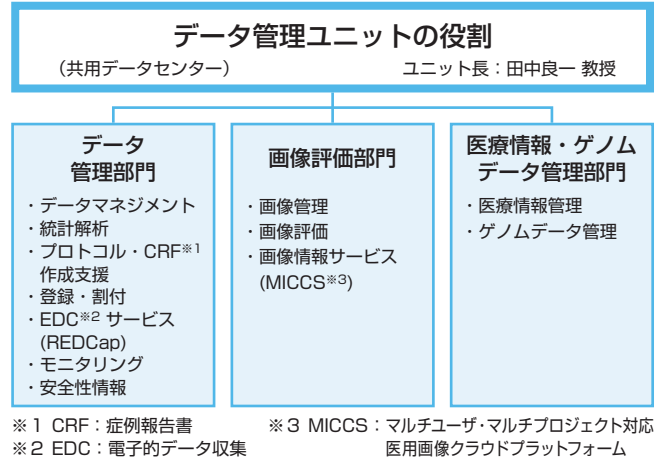 データ管理ユニットの役割
（共用データセンター）　ユニット長：田中良一 教授
データ
管理部門
・データマネジメント
・統計解析
・プロトコル・CRF※1
作成支援
・登録・割付
・EDC※2 サービス
(REDCap)
・モニタリング
・安全性情報
画像評価部門
・画像管理
・画像評価
・画像情報サービス
(MICCS※3)
医療情報・ゲノム
データ管理部門
・医療情報管理
・ゲノムデータ管理
※1 CRF：症例報告書
※2 EDC：電子的データ収集
※3 MICCS：マルチユーザ・マルチプロジェクト対応
医用画像クラウドプラットフォーム